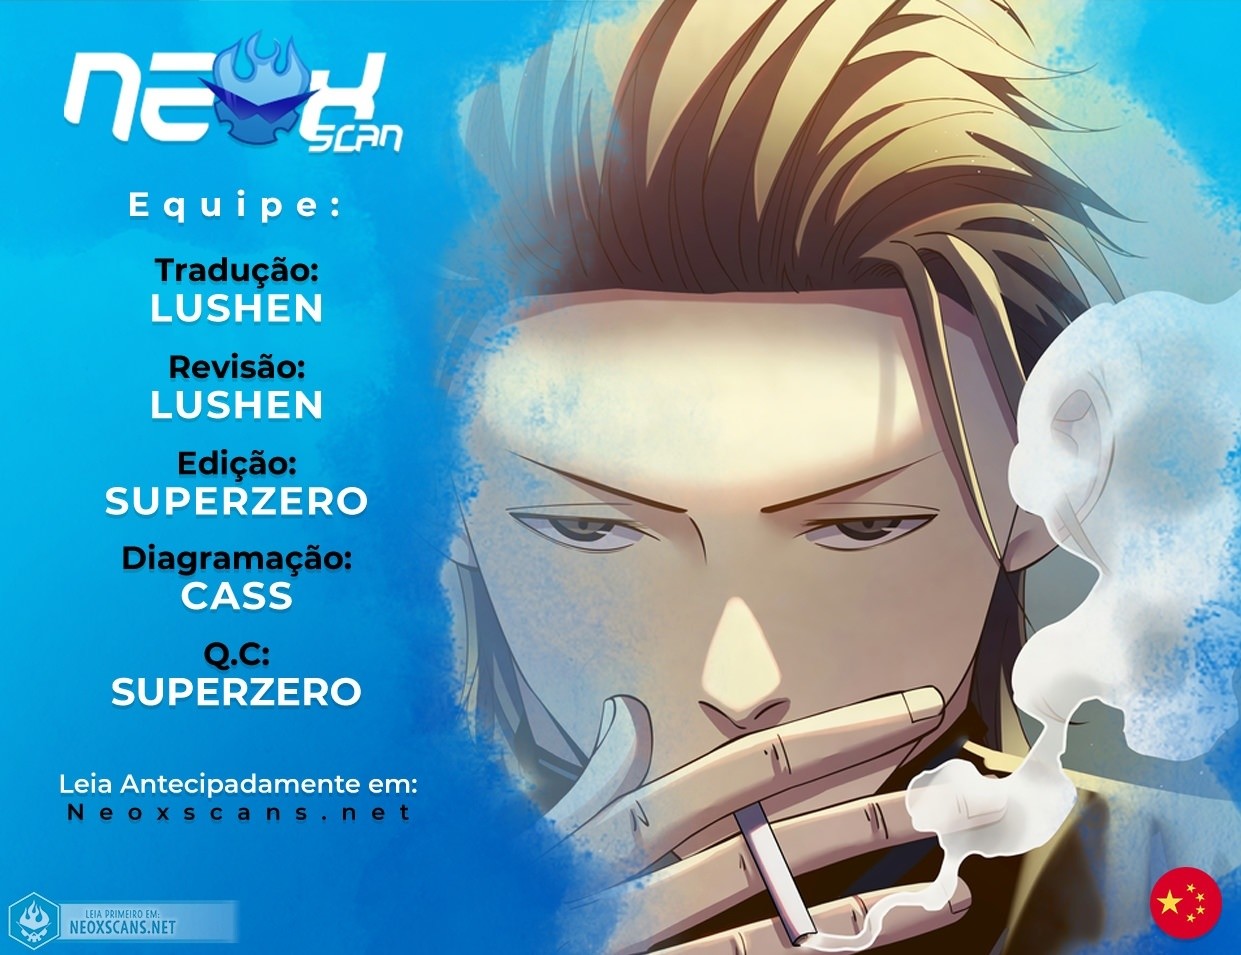 NEOX
SCAN
Equipe:
Tradução:
LUSHEN
Revisão:
LUSHEN
Edição:
SUPERZERO
Diagramação:
CASS
Q.C:
SUPERZERO
Leia Antecipadamente em:
Neoxscans.net
LEIA PRIMEIRO EM:
NEOXSCANS.NET